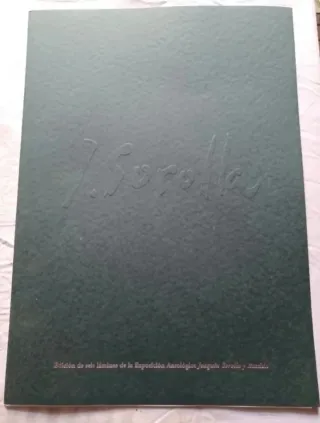 J. Sorolla
Edición de seis láminas de la Exposición Antológica Joaquín Sorolla y Bastida